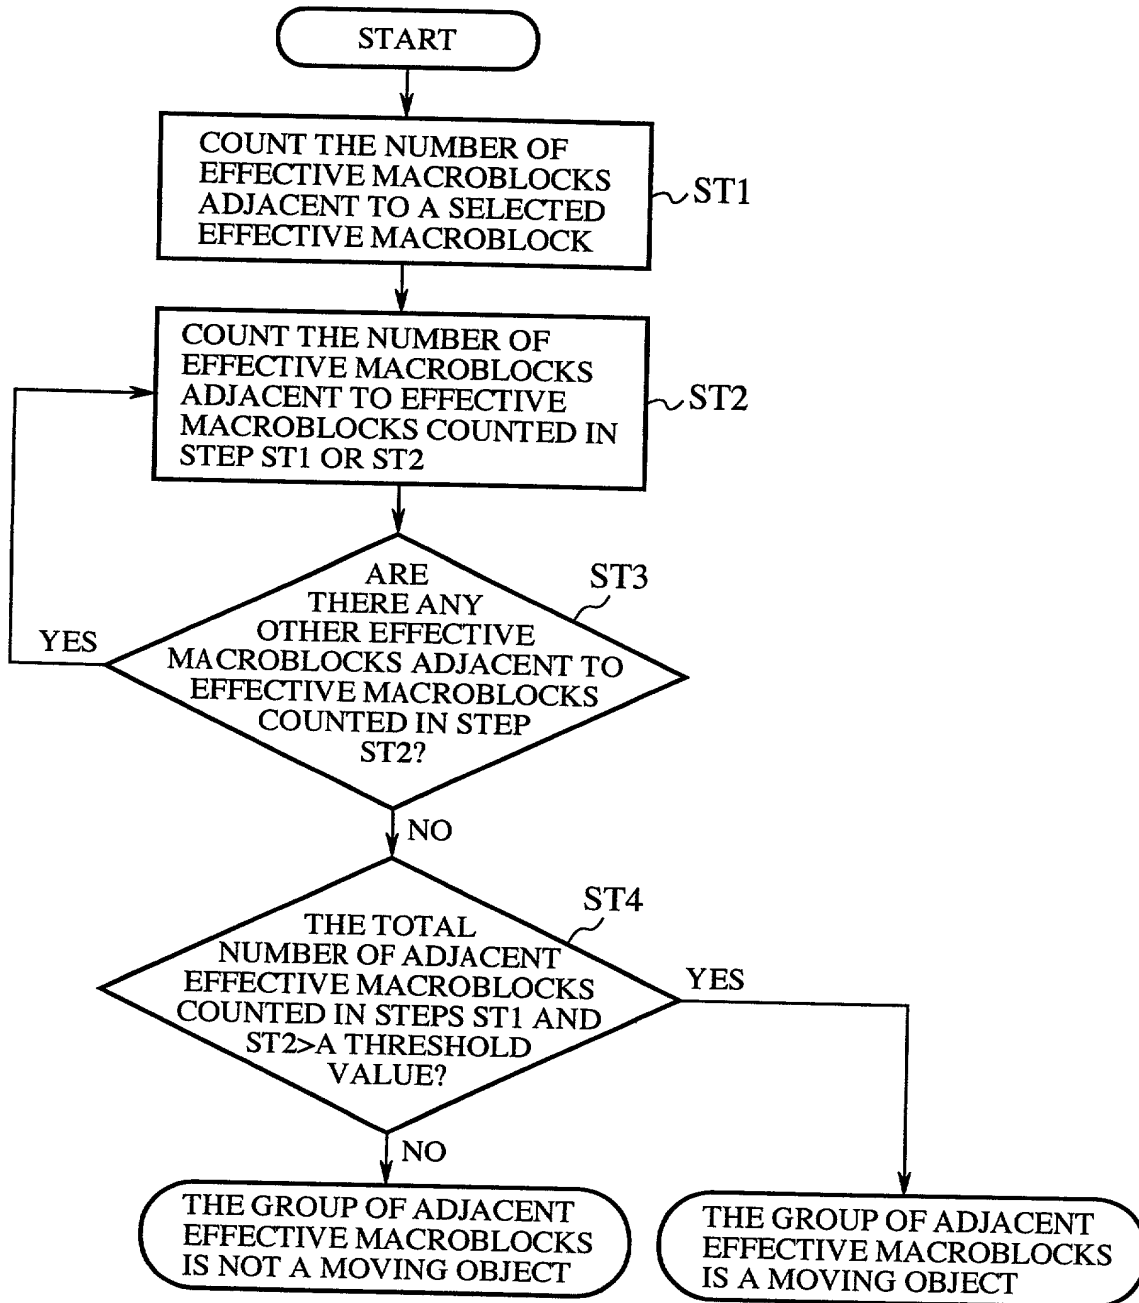 START
COUNT THE NUMBER OF
EFFECTIVE MACROBLOCKS
ADJACENT TO A SELECTED
EFFECTIVE MACROBLOCK
ST1
COUNT THE NUMBER OF
EFFECTIVE MACROBLOCKS
ADJACENT TO EFFECTIVE
MACROBLOCKS COUNTED IN
STEP ST1 OR ST2
ST2
ARE
THERE ANY
OTHER EFFECTIVE
MACROBLOCKS ADJACENT TO
EFFECTIVE MACROBLOCKS
COUNTED IN STEP
ST2?
ST3
YES
NO
THE TOTAL
NUMBER OF ADJACENT
EFFECTIVE MACROBLOCKS
COUNTED IN STEPS ST1 AND
ST2>A THRESHOLD
VALUE?
ST4
YES
NO
THE GROUP OF ADJACENT
EFFECTIVE MACROBLOCKS
IS NOT A MOVING OBJECT
THE GROUP OF ADJACENT
EFFECTIVE MACROBLOCKS
IS A MOVING OBJECT